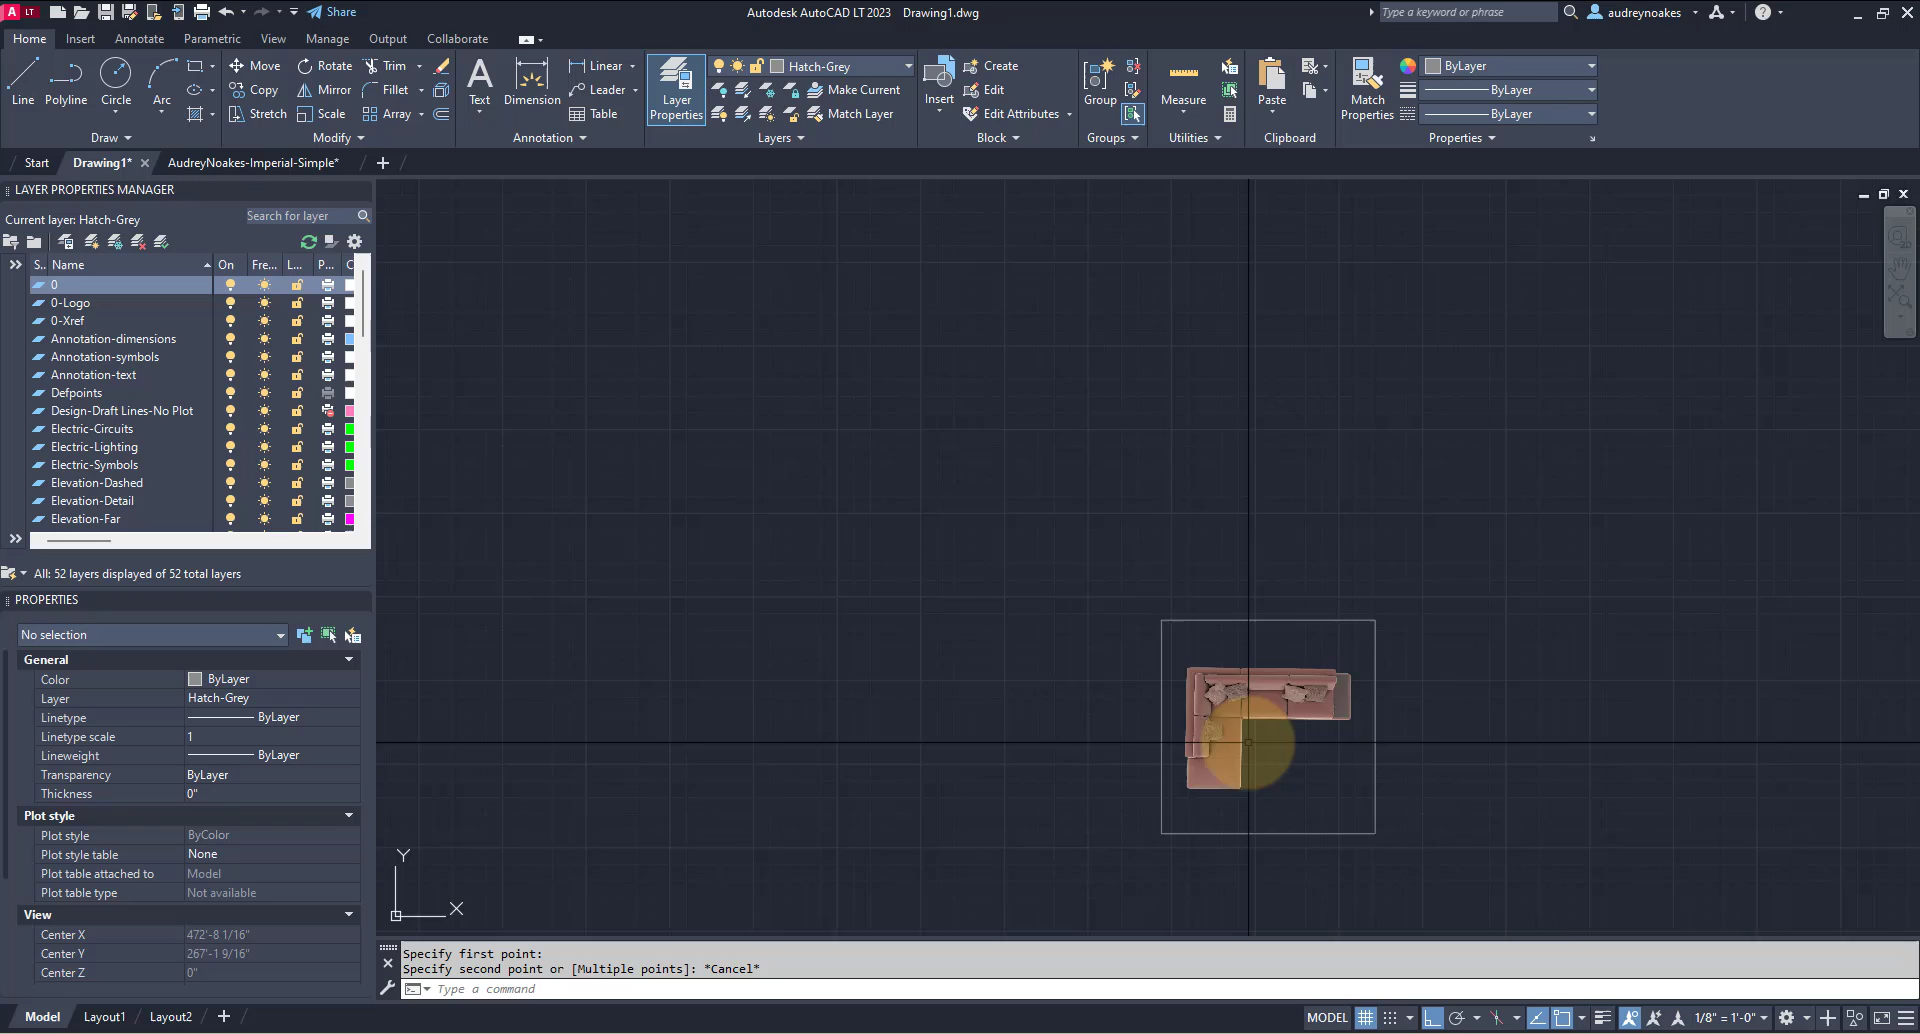 LT
Share
Autodesk AutoCAD LT 2023 Drawing1.dwg
Type a keyword or phrase
audreynoakes
Home Insert Annotate Parametric View Manage Output Collaborate
Line Polyline Circle Arc
Move Rotate Trim
Copy Mirror Fillet
Stretch Scale Array
Text Dimension
Linear
Leader
Table
Layer Properties
Hatch-Grey
Make Current
Match Layer
Insert
Create
Edit
Edit Attributes
Group
Measure
Paste
Match Properties
ByLayer
ByLayer
ByLayer
Draw Modify Annotation Layers Block Groups Utilities Clipboard Properties
Start Drawing1* AudreyNoakes-Imperial-Simple*
LAYER PROPERTIES MANAGER
Current layer: Hatch-Grey
Search for layer
S.. Name On Fre... L... P... C
0
0-Logo
0-Xref
Annotation-dimensions
Annotation-symbols
Annotation-text
Defpoints
Design-Draft Lines-No Plot
Electric-Circuits
Electric-Lighting
Electric-Symbols
Elevation-Dashed
Elevation-Detail
Elevation-Far
All: 52 layers displayed of 52 total layers
PROPERTIES
No selection
General
Color ByLayer
Layer Hatch-Grey
Linetype ByLayer
Linetype scale 1
Lineweight ByLayer
Transparency ByLayer
Thickness 0"
Plot style
Plot style ByColor
Plot style table None
Plot table attached to Model
Plot table type Not available
View
Center X 472'-8 1/16"
Center Y 267'-1 9/16"
Center Z 0"
Y
X
Specify first point:
Specify second point or [Multiple points]: *Cancel*
Type a command
Model Layout1 Layout2
MODEL
1/8" = 1'-0"